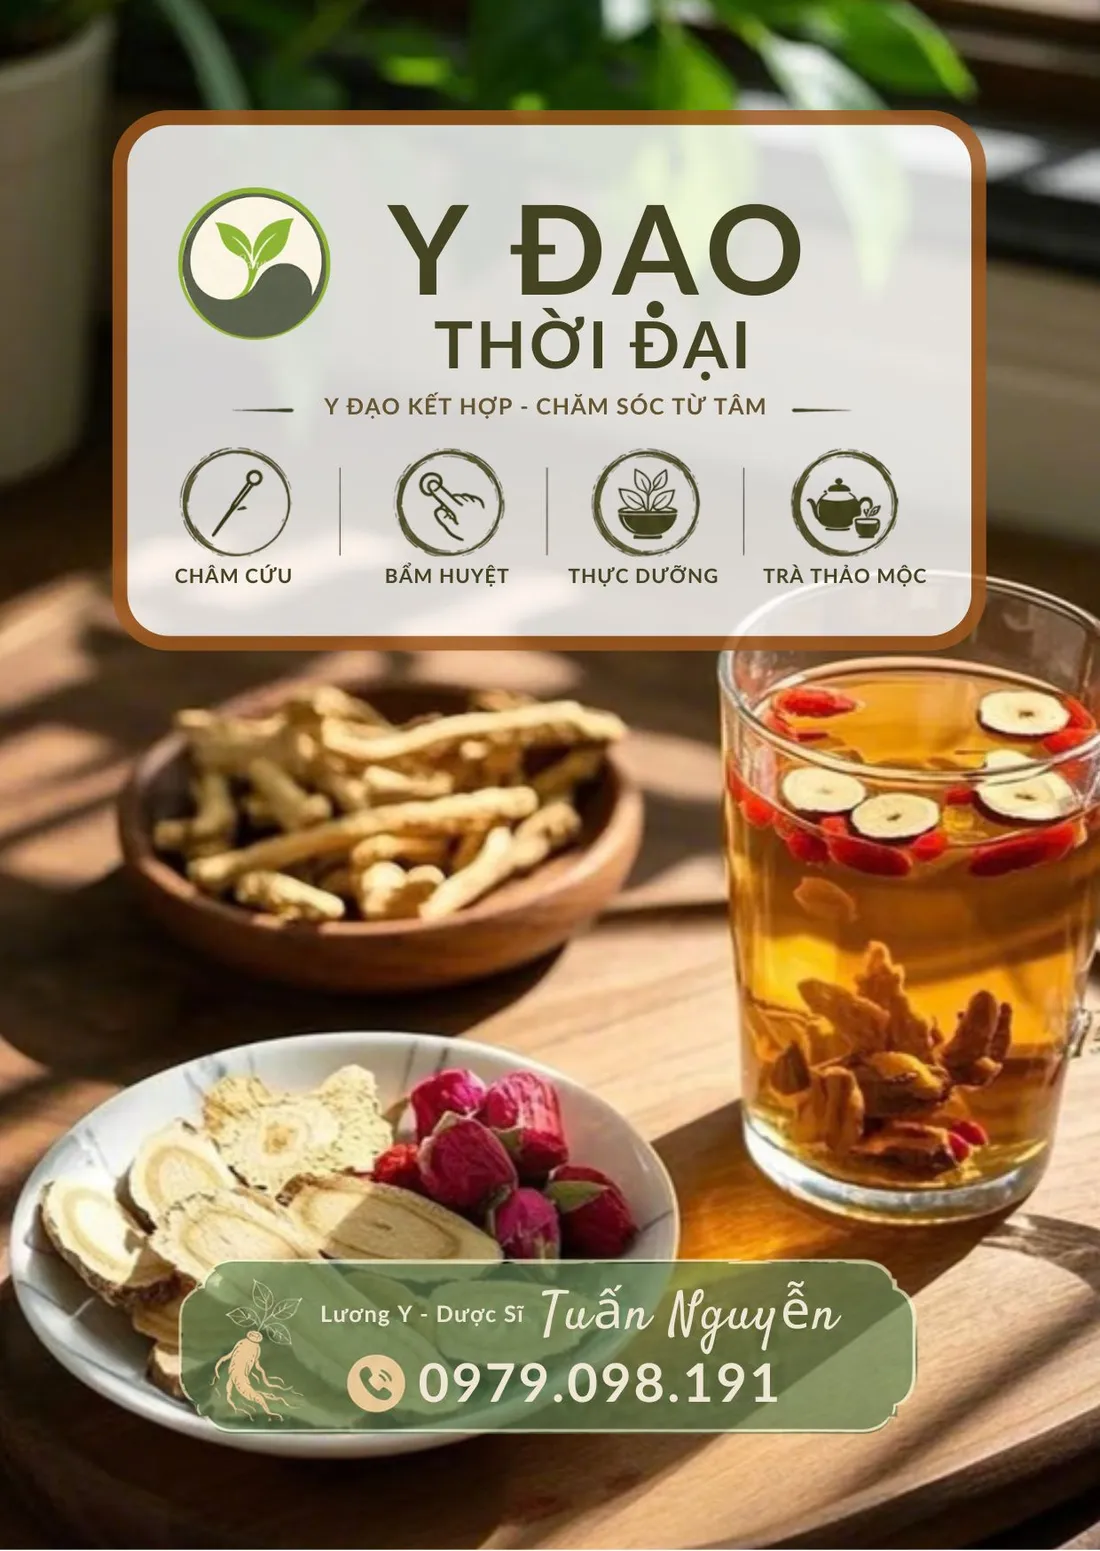 Y ĐẠO
THỜI ĐẠI
Y ĐẠO KẾT HỢP - CHĂM SÓC TỪ TÂM
CHÂM CỨU
BẤM HUYỆT
THỰC DƯỠNG
TRÀ THẢO MỘC
Lương Y - Dược Sĩ Tuấn Nguyễn
0979.098.191